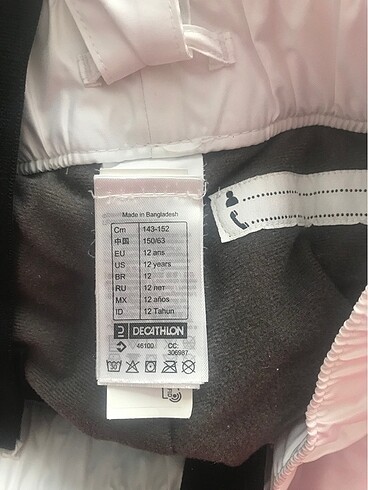 Made in Bangladesh
Cm 143-152
中国 150/63
EU 12 ans
US 12 years
BR 12
RU 12 лет
MX 12 años
ID 12 Tahun
DECATHLON
46100 CC:
306987
30